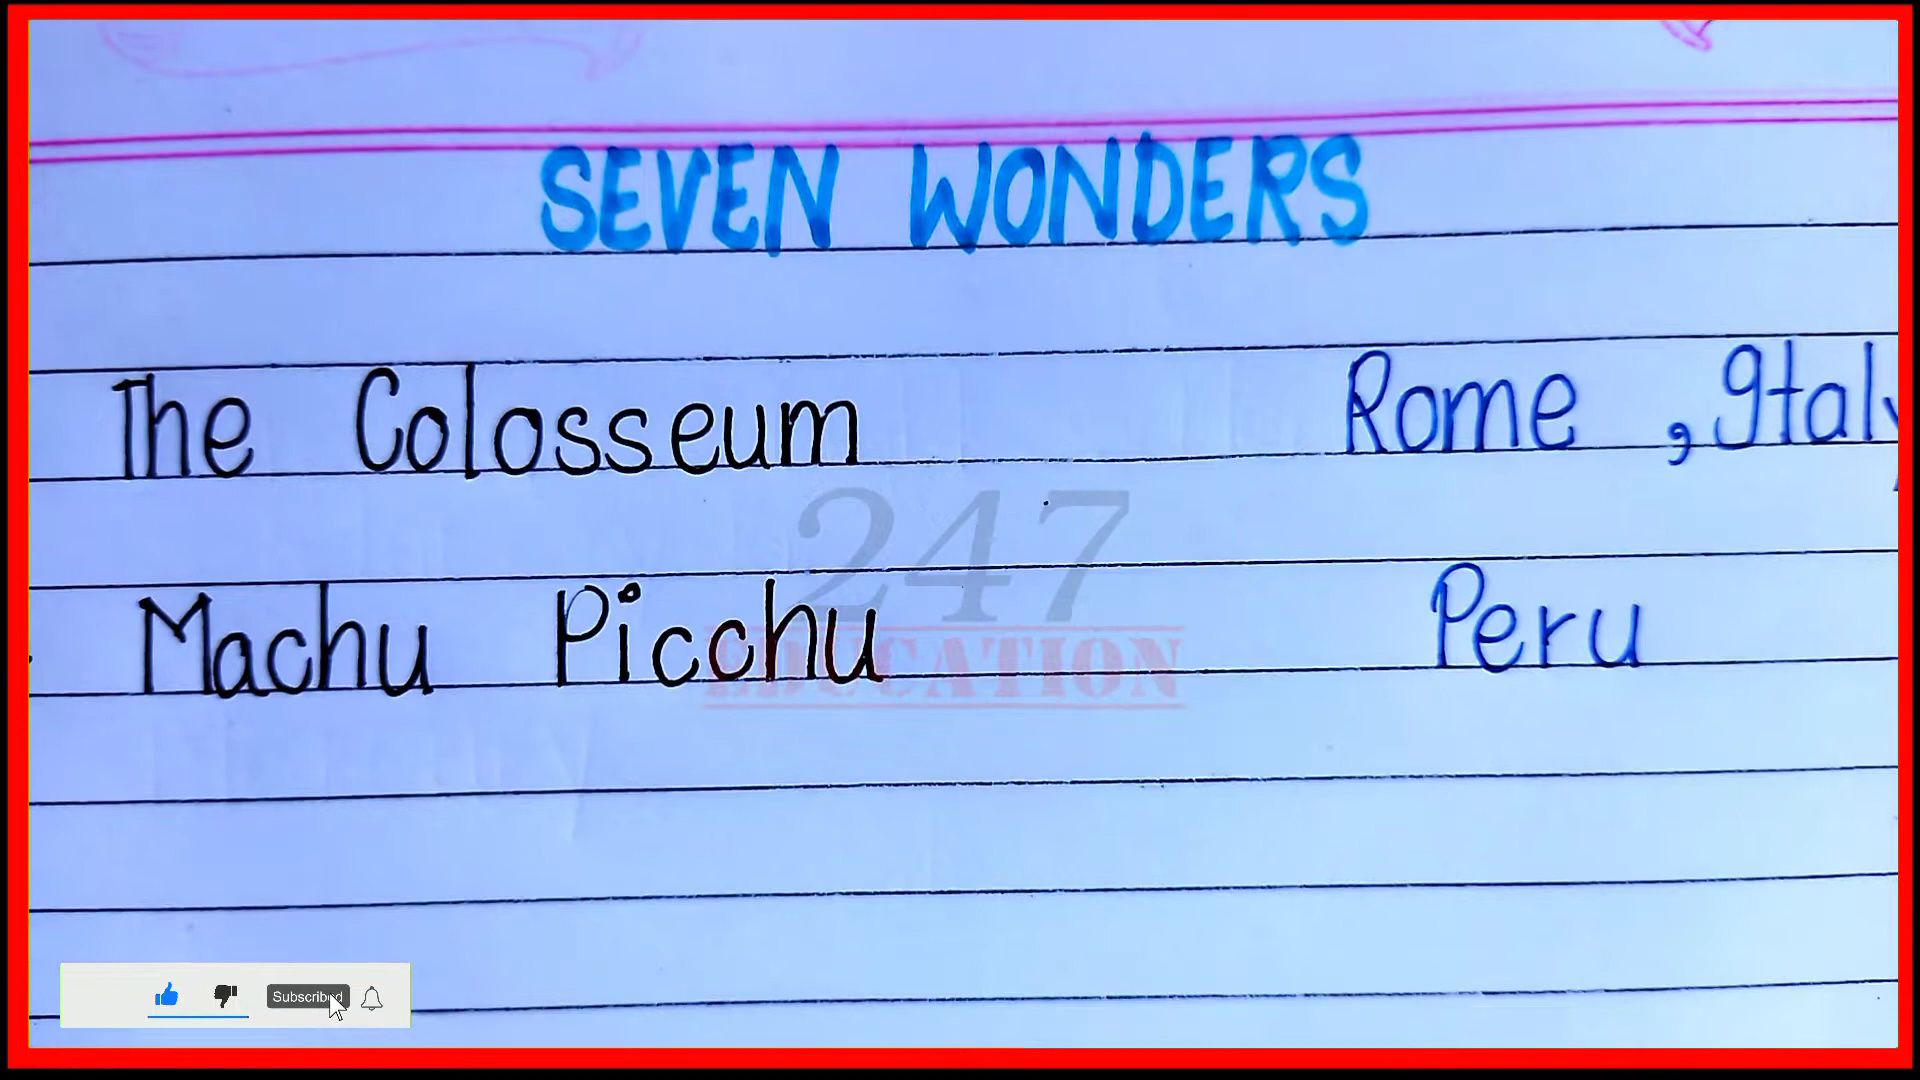 SEVEN WONDERS
The Colosseum Rome , Italy
247
Machu Picchu Peru
EDUCATION
Subscribed